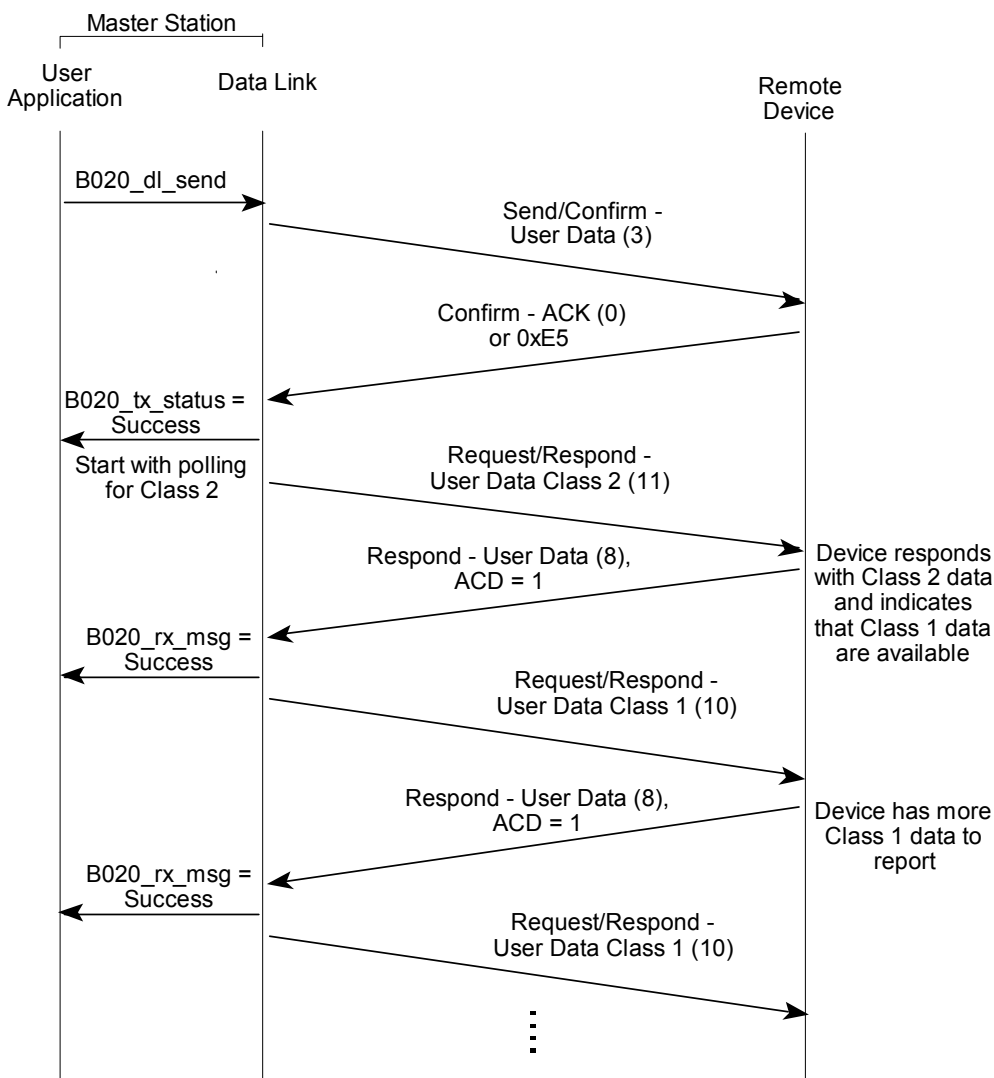 Master Station
User
Application
Data Link
Remote
Device
B020_dl_send
Send/Confirm -
User Data (3)
Confirm - ACK (0)
or 0xE5
B020_tx_status =
Success
Start with polling
for Class 2
Request/Respond -
User Data Class 2 (11)
Respond - User Data (8),
ACD = 1
Device responds
with Class 2 data
and indicates
that Class 1 data
are available
B020_rx_msg =
Success
Request/Respond -
User Data Class 1 (10)
Respond - User Data (8),
ACD = 1
Device has more
Class 1 data to
report
B020_rx_msg =
Success
Request/Respond -
User Data Class 1 (10)